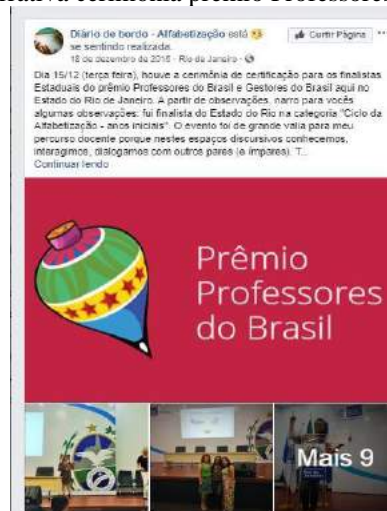 Diário de bordo - Alfabetização está
se sentindo realizada.
Curtir Página
18 de dezembro de 2015 · Rio de Janeiro ·
Dia 15/12 (terça feira), houve a cerimônia de certificação para os finalistas
Estaduais do prêmio Professores do Brasil e Gestores do Brasil aqui no
Estado do Rio de Janeiro. A partir de observações, narro para vocês
algumas observações: fui finalista do Estado do Rio na categoria "Ciclo da
Alfabetização - anos iniciais". O evento foi de grande valia para meu
percurso docente porque nestes espaços discursivos conhecemos,
interagimos, dialogamos com outros pares (e ímpares). T...
Continuar lendo
Prêmio
Professores
do Brasil
Mais 9